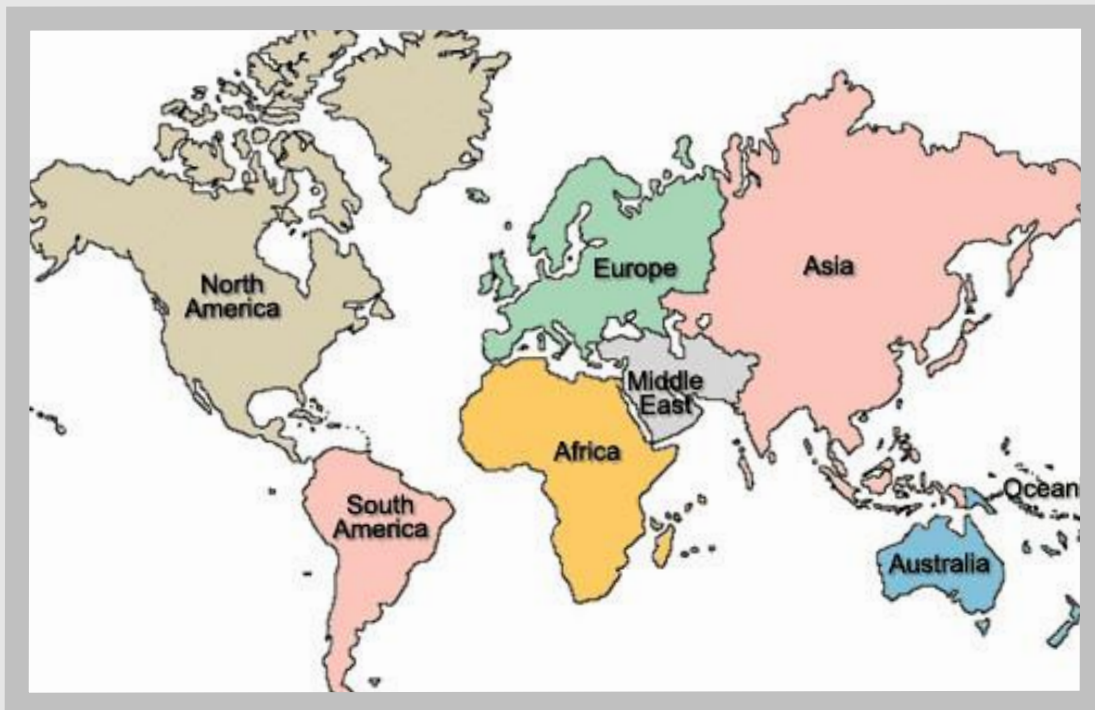 North
America
Europe
Asia
Middle
East
Africa
South
America
Ocean
Australia